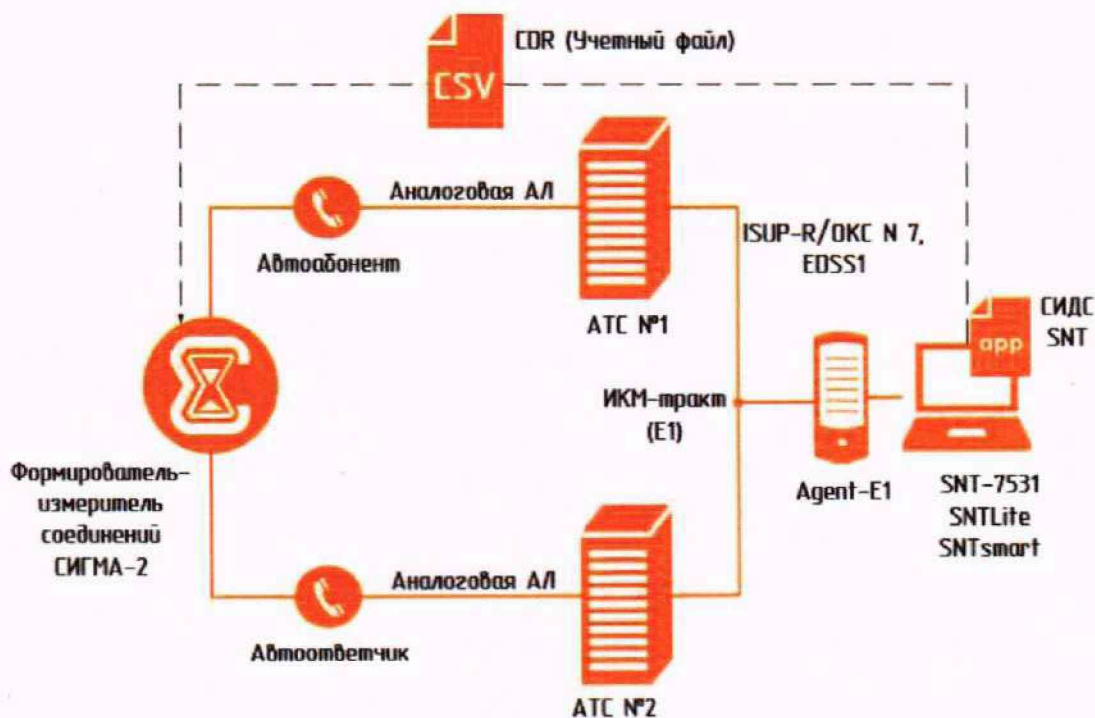 CDR (Учетный файл)
CSV
Аналоговая АЛ
Автоабонент
ISUP-R/ОКС N 7,
EDSS1
АТС №1
СИДС
SNT
app
ИКМ-тракт
(E1)
Agent-E1
SNT-7531
SNTLite
SNTsmart
Формирователь-
измеритель
соединений
СИГМА-2
Аналоговая АЛ
Автоответчик
АТС №2